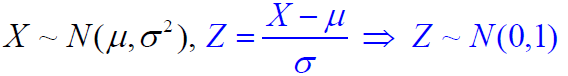 X ~ N(μ, σ²), Z = (X − μ)/σ ⇒ Z ~ N(0,1)